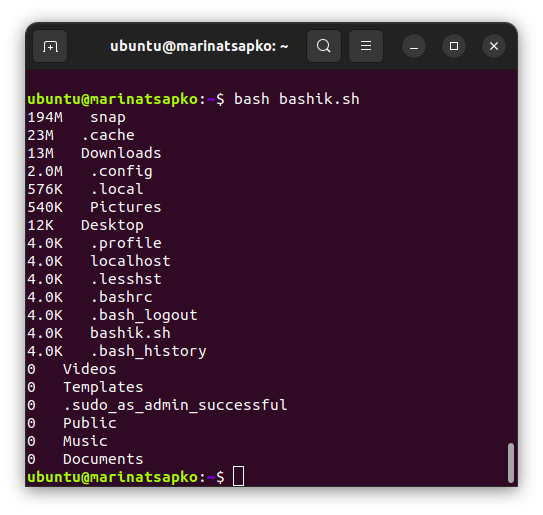 ubuntu@marinatsapko: ~
ubuntu@marinatsapko:~$ bash bashik.sh
194M   snap
23M   .cache
13M   Downloads
2.0M   .config
576K   .local
540K   Pictures
12K   Desktop
4.0K   .profile
4.0K   localhost
4.0K   .lesshst
4.0K   .bashrc
4.0K   .bash_logout
4.0K   bashik.sh
4.0K   .bash_history
0   Videos
0   Templates
0   .sudo_as_admin_successful
0   Public
0   Music
0   Documents
ubuntu@marinatsapko:~$